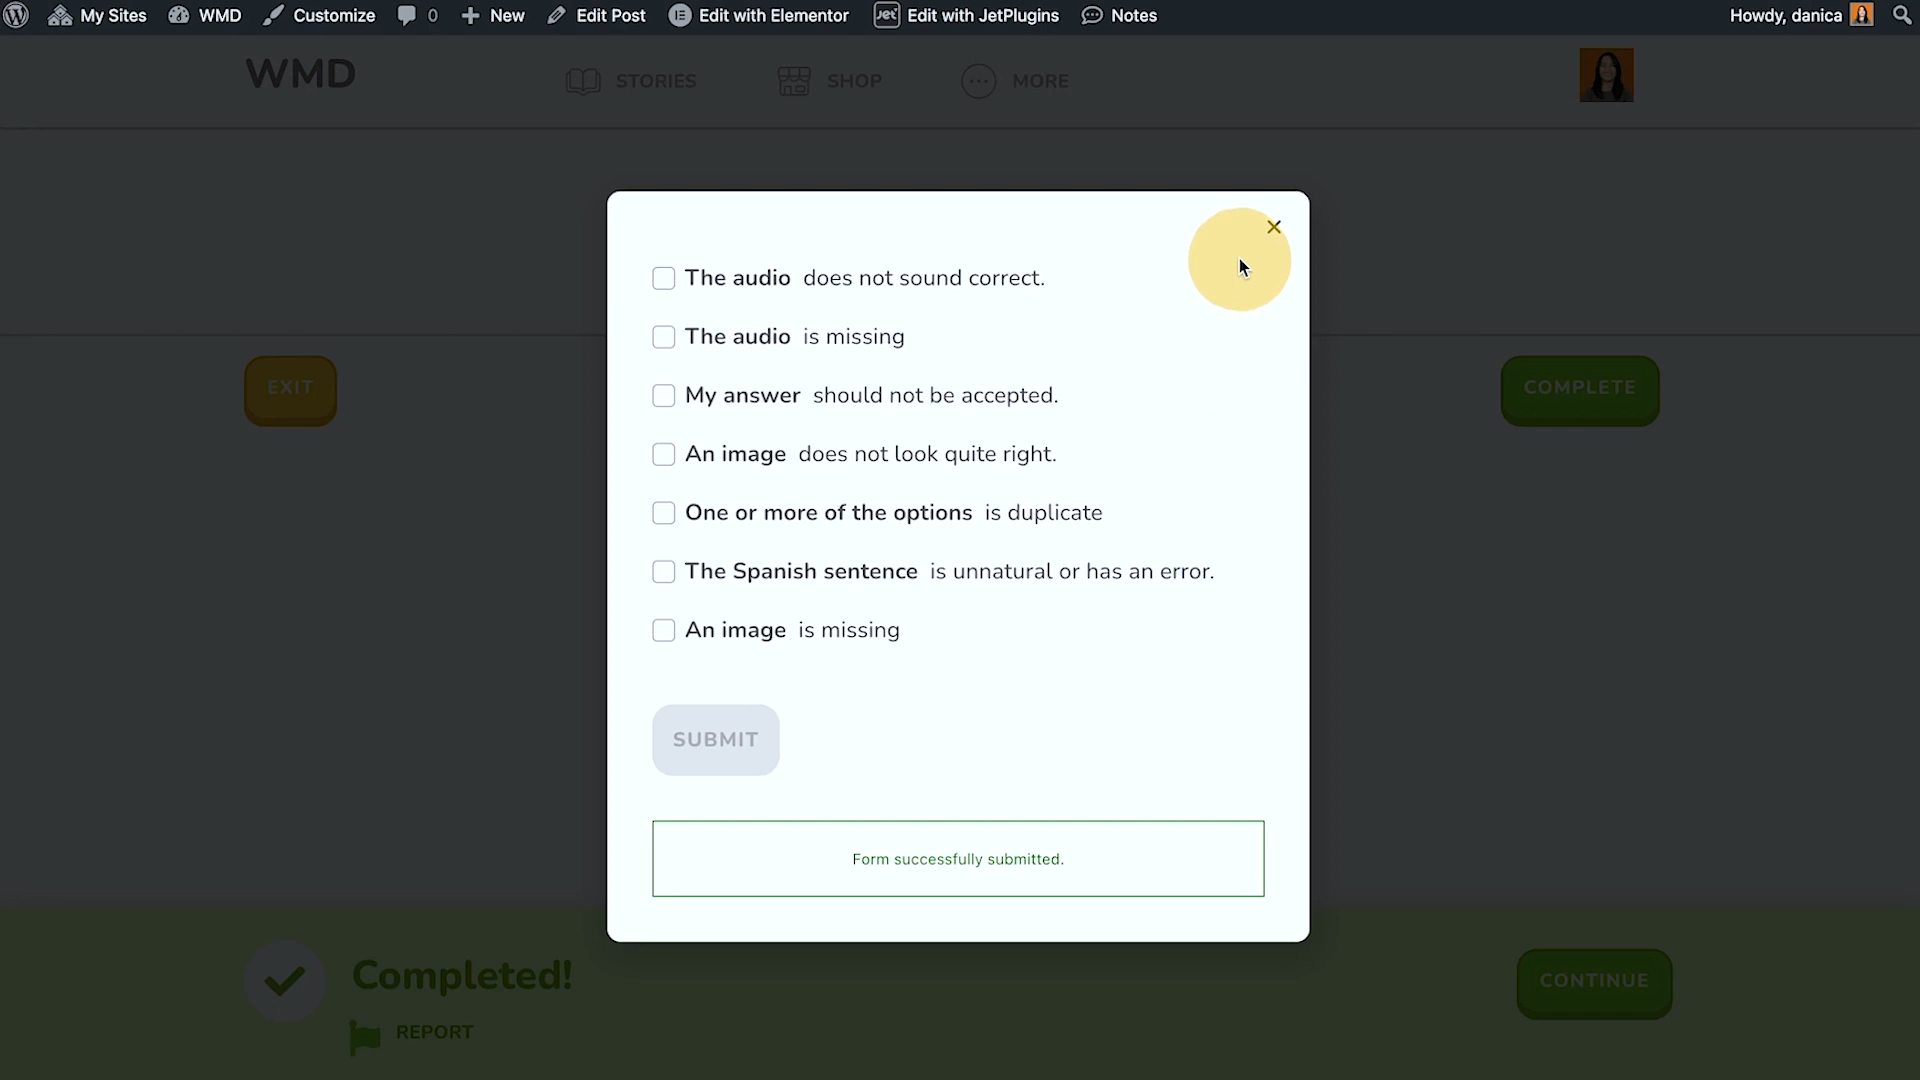 My Sites WMD Customize 0 New Edit Post Edit with Elementor Jet Edit with JetPlugins Notes Howdy, danica
WMD STORIES SHOP MORE
The audio does not sound correct.
The audio is missing
My answer should not be accepted.
An image does not look quite right.
One or more of the options is duplicate
The Spanish sentence is unnatural or has an error.
An image is missing
SUBMIT
Form successfully submitted.
EXIT
COMPLETE
Completed!
REPORT
CONTINUE